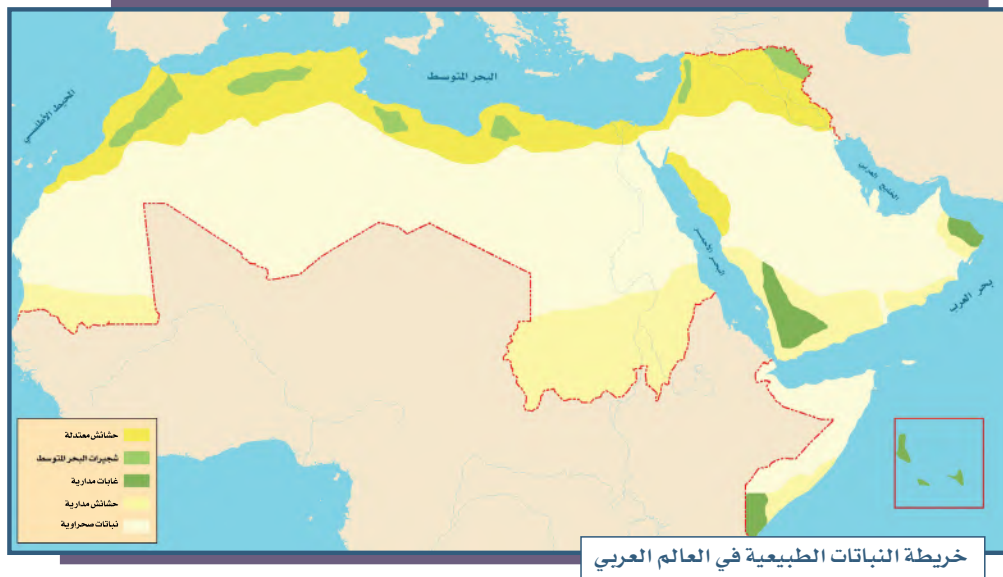 البحر المتوسط
المحيط الأطلسي
الخليج العربي
البحر الأحمر
بحر العرب
حشائش معتدلة
شجيرات البحر المتوسط
غابات مدارية
حشائش مدارية
نباتات صحراوية
خريطة النباتات الطبيعية في العالم العربي